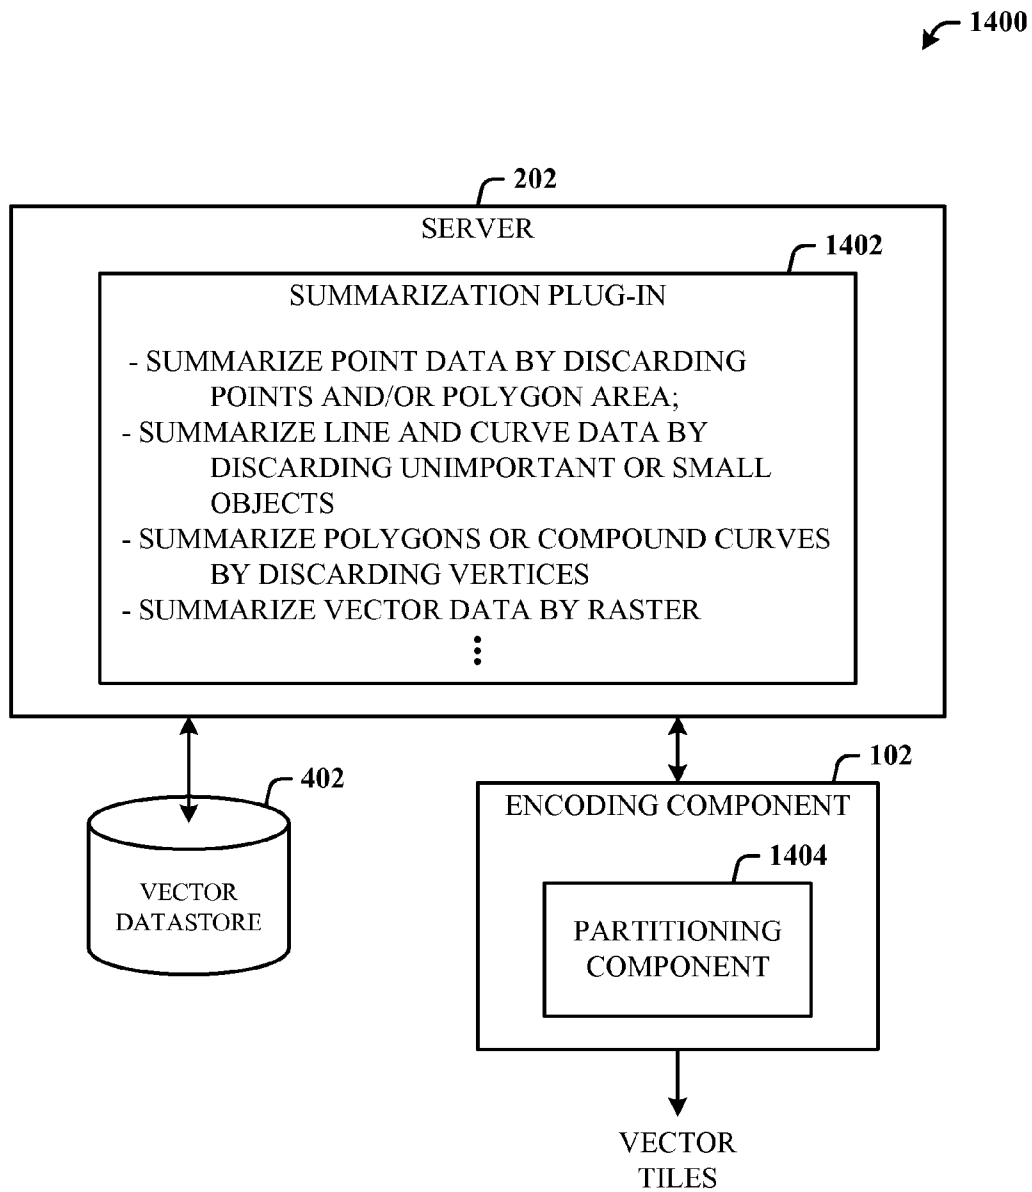 1400
202
SERVER
1402
SUMMARIZATION PLUG-IN
- SUMMARIZE POINT DATA BY DISCARDING
POINTS AND/OR POLYGON AREA;
- SUMMARIZE LINE AND CURVE DATA BY
DISCARDING UNIMPORTANT OR SMALL
OBJECTS
- SUMMARIZE POLYGONS OR COMPOUND CURVES
BY DISCARDING VERTICES
- SUMMARIZE VECTOR DATA BY RASTER
402
VECTOR
DATASTORE
102
ENCODING COMPONENT
1404
PARTITIONING
COMPONENT
VECTOR
TILES